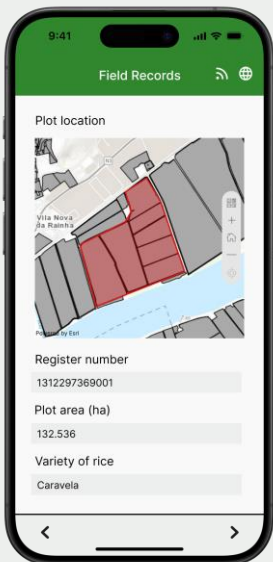 9:41
Field Records
Plot location
Vila Nova
da Rainha
Powered by Esri
Register number
1312297369001
Plot area (ha)
132.536
Variety of rice
Caravela